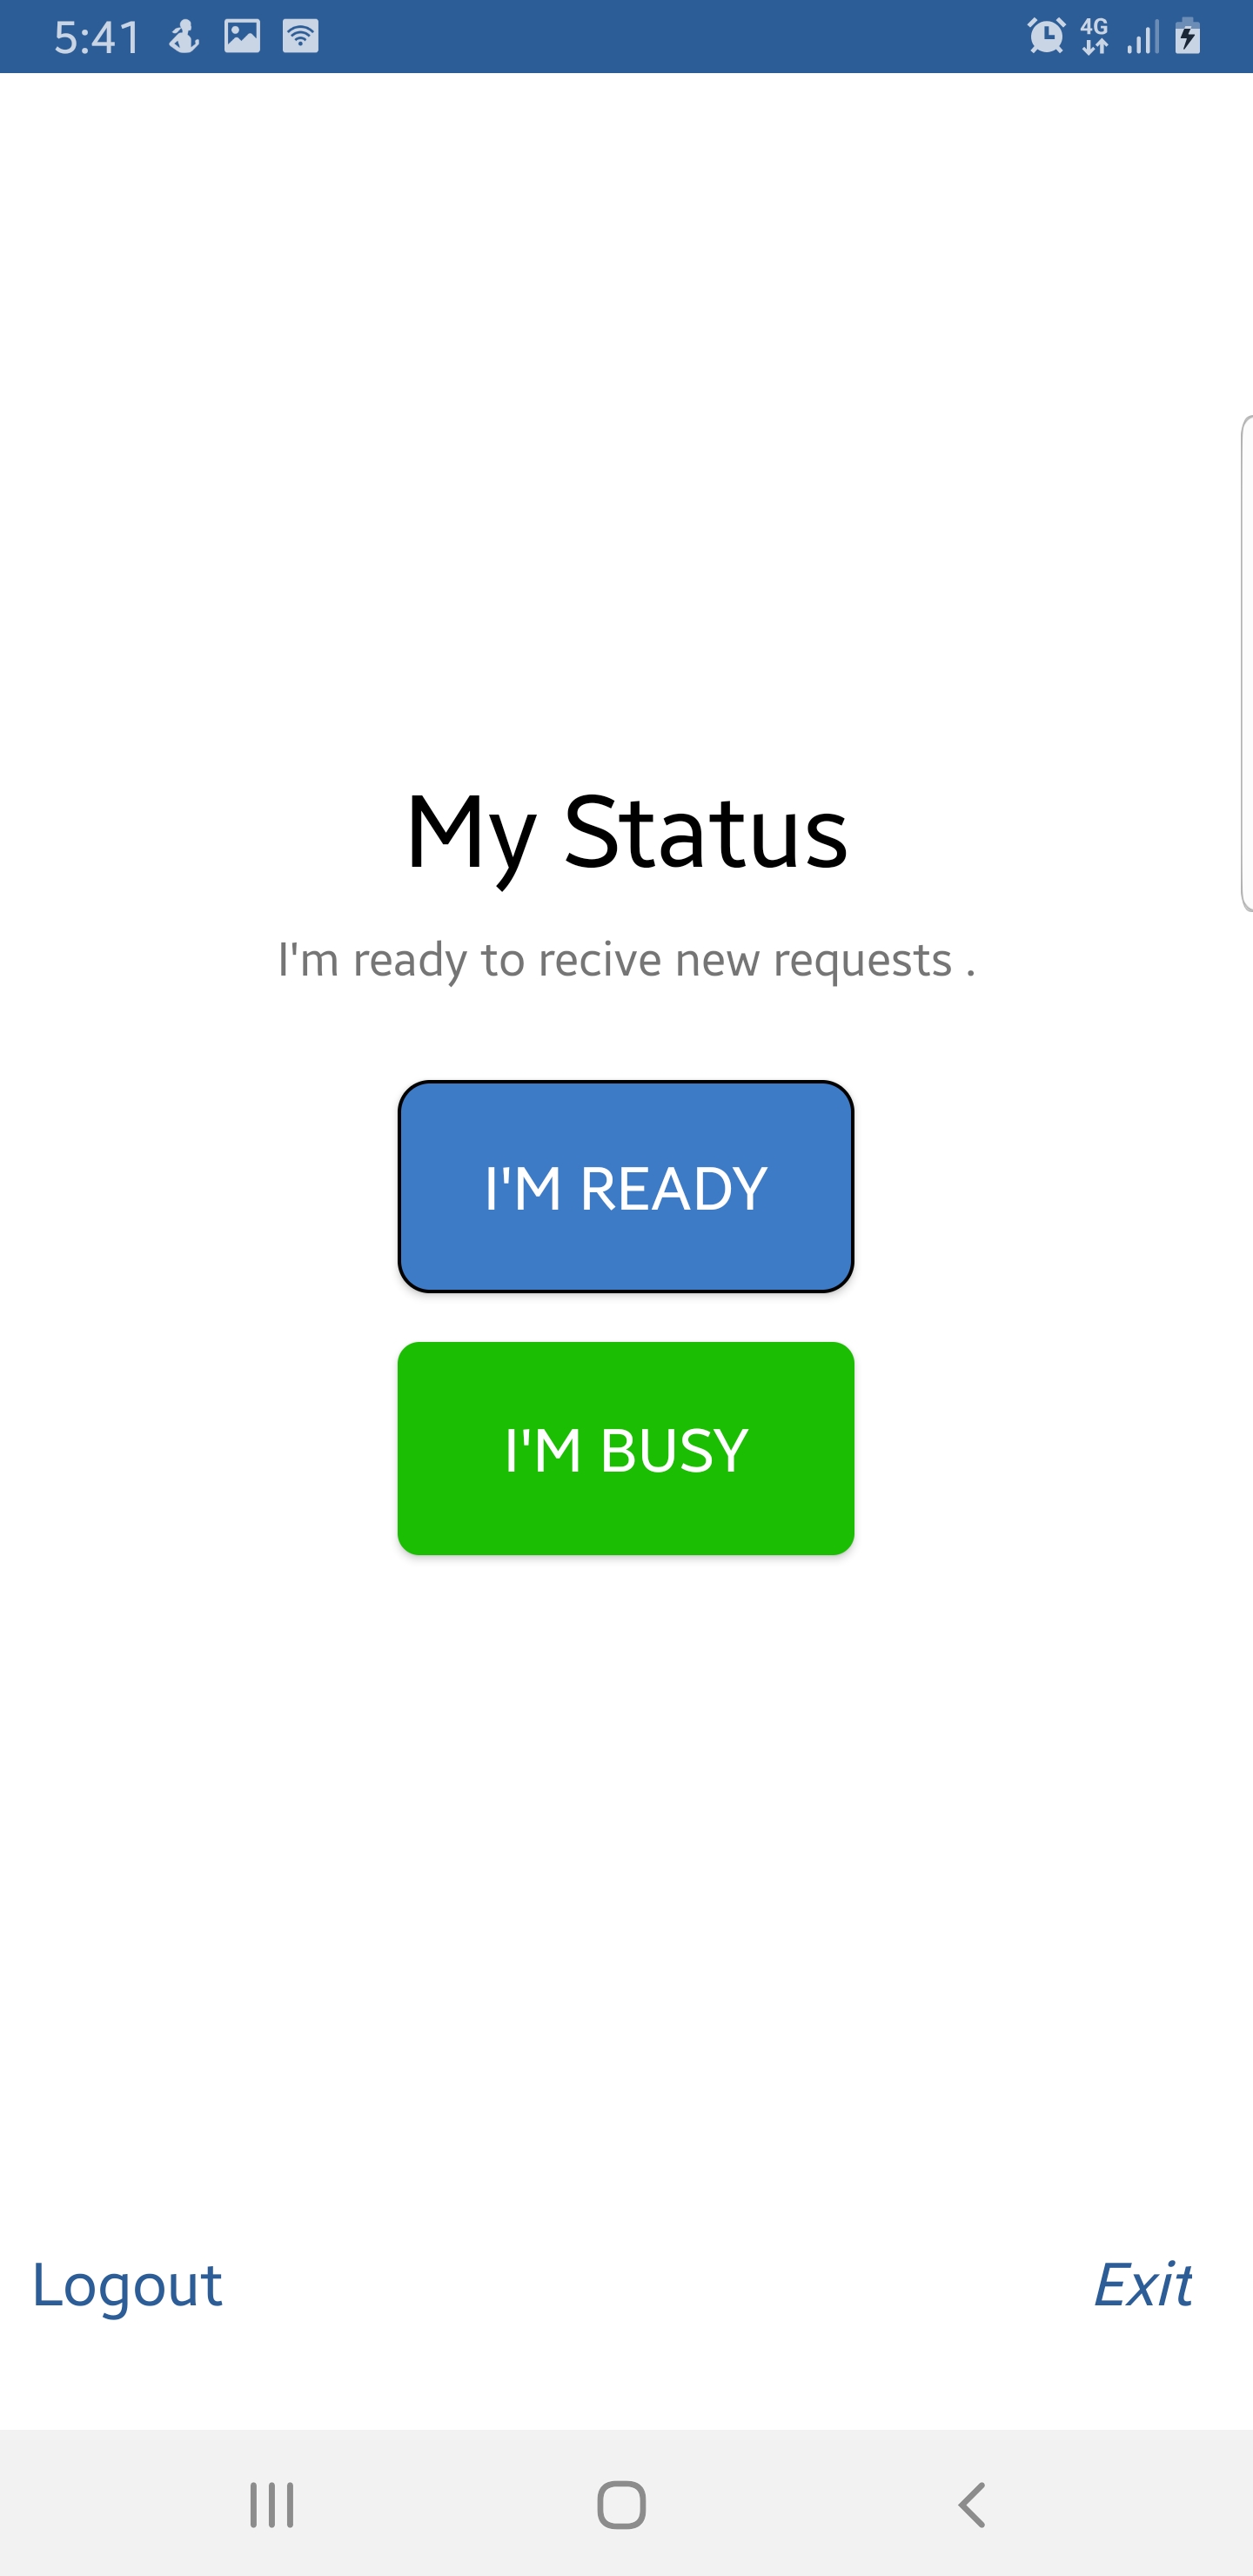 5:41
4G
My Status
I'm ready to recive new requests .
I'M READY
I'M BUSY
Logout
Exit